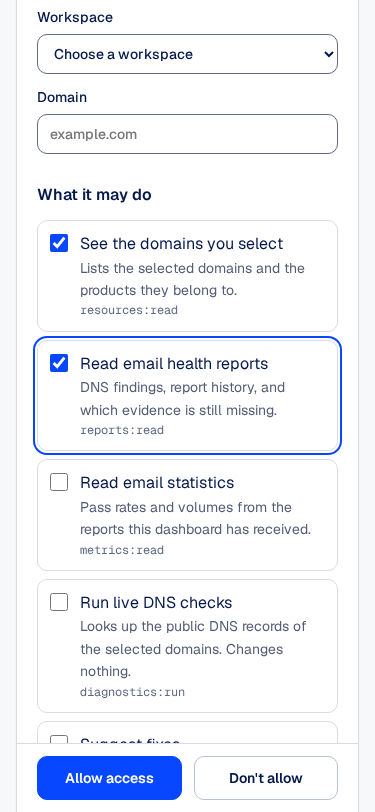 Workspace
Choose a workspace
Domain
example.com
What it may do
See the domains you select
Lists the selected domains and the
products they belong to.
resources:read
Read email health reports
DNS findings, report history, and
which evidence is still missing.
reports:read
Read email statistics
Pass rates and volumes from the
reports this dashboard has received.
metrics:read
Run live DNS checks
Looks up the public DNS records of
the selected domains. Changes
nothing.
diagnostics:run
Suggest fixes
Allow access
Don't allow